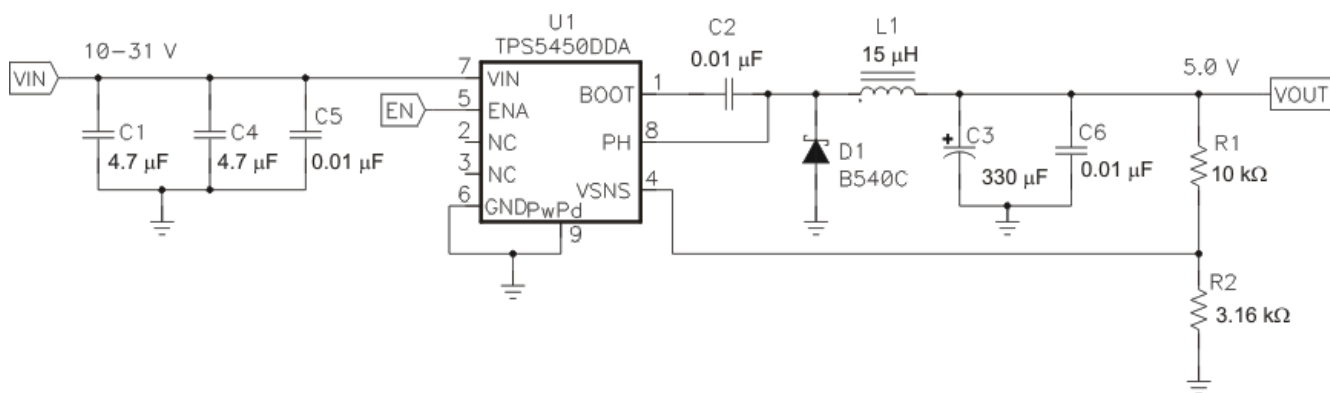 U1
TPS5450DDA
10-31 V
VIN
C1
4.7 µF
C4
4.7 µF
C5
0.01 µF
EN
7
VIN
5
ENA
2
NC
3
NC
6
GND
PwPd
9
BOOT
1
PH
8
VSNS
4
C2
0.01 µF
L1
15 µH
D1
B540C
+
C3
330 µF
C6
0.01 µF
5.0 V
VOUT
R1
10 kΩ
R2
3.16 kΩ